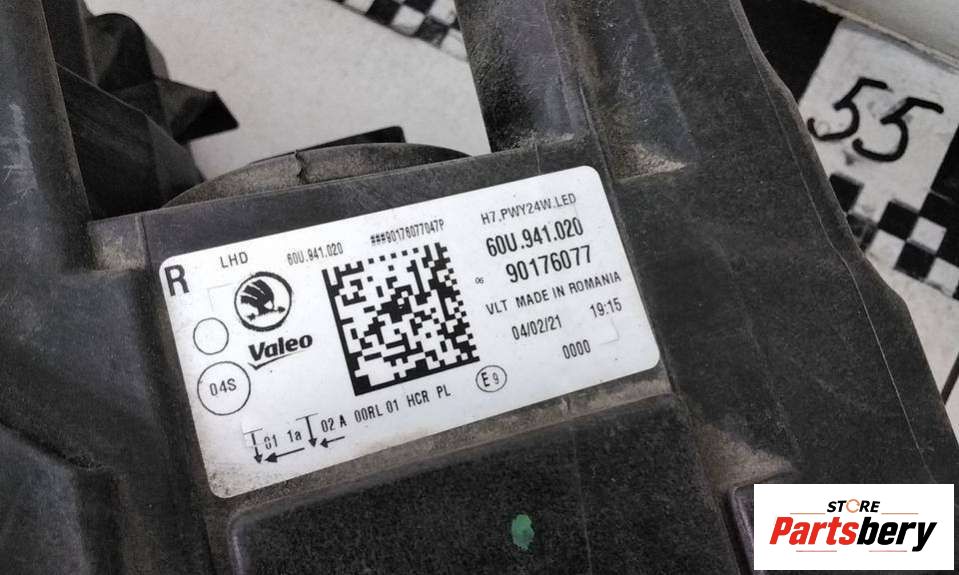 55
R
LHD
60U.941.020
###90176077047P
H7.PWY24W.LED
60U.941.020
06
90176077
VLT MADE IN ROMANIA
04/02/21 19:15
0000
Valeo
04S
E9
01 1a 02 A 00RL 01 HCR PL
STORE
Partsbery